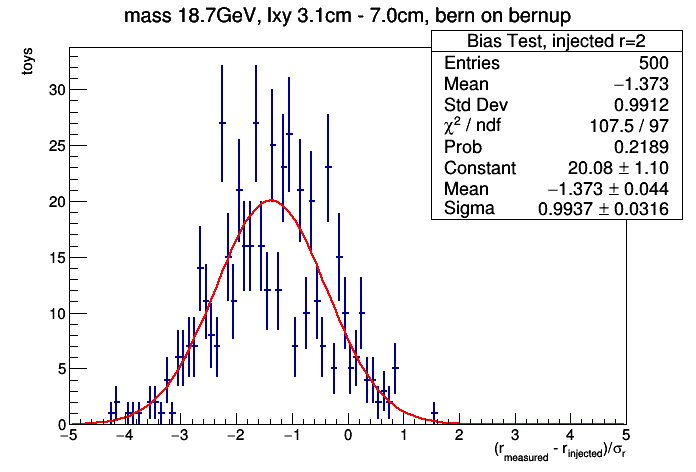 mass 18.7GeV, lxy 3.1cm - 7.0cm, bern on bernup
Bias Test, injected r=2
Entries 500
Mean −1.373
Std Dev 0.9912
χ² / ndf 107.5 / 97
Prob 0.2189
Constant 20.08 ± 1.10
Mean −1.373 ± 0.044
Sigma 0.9937 ± 0.0316
toys
30
25
20
15
10
5
0
−5 −4 −3 −2 −1 0 1 2 3 4 5
(r_measured - r_injected)/σ_r